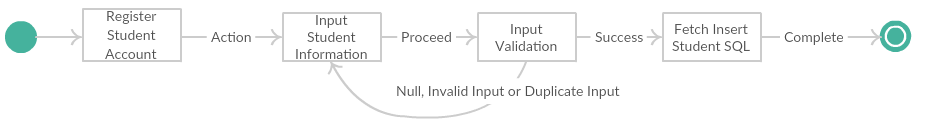 Register
Student
Account
Action
Input
Student
Information
Proceed
Input
Validation
Success
Fetch Insert
Student SQL
Complete
Null, Invalid Input or Duplicate Input